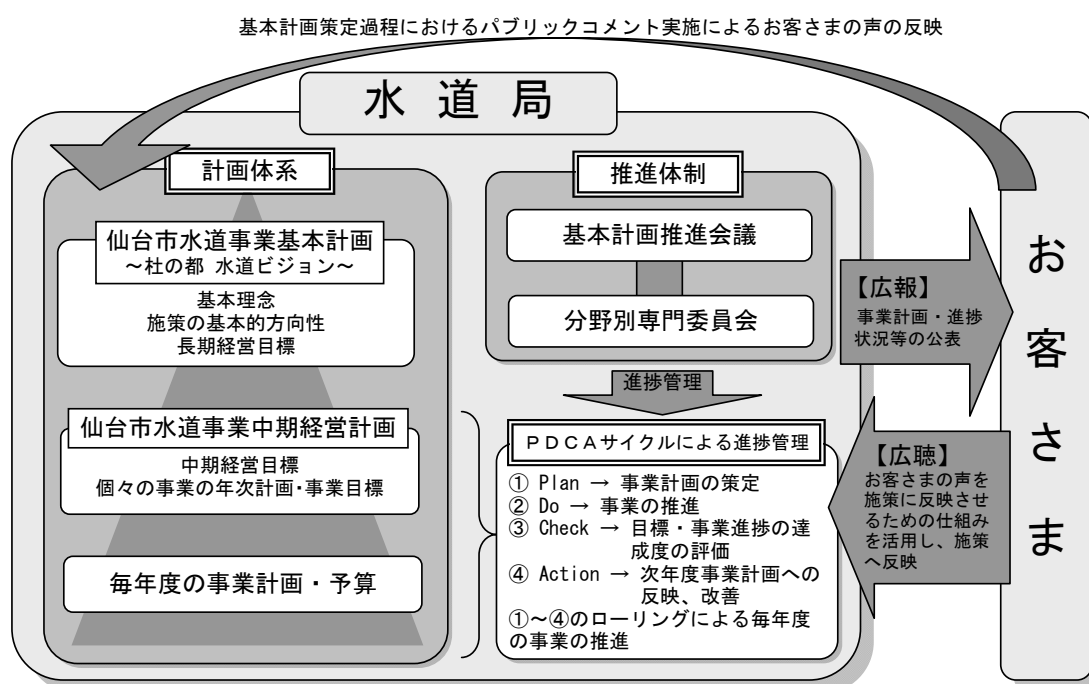 基本計画策定過程におけるパブリックコメント実施によるお客さまの声の反映
水道局
計画体系
仙台市水道事業基本計画
～杜の都 水道ビジョン～
基本理念
施策の基本的方向性
長期経営目標
仙台市水道事業中期経営計画
中期経営目標
個々の事業の年次計画・事業目標
毎年度の事業計画・予算
推進体制
基本計画推進会議
分野別専門委員会
進捗管理
ＰＤＣＡサイクルによる進捗管理
① Plan → 事業計画の策定
② Do → 事業の推進
③ Check → 目標・事業進捗の達
成度の評価
④ Action → 次年度事業計画への
反映、改善
①～④のローリングによる毎年度
の事業の推進
【広報】
事業計画・進捗
状況等の公表
【広聴】
お客さまの声を
施策に反映させ
るための仕組み
を活用し、施策
へ反映
お客さま